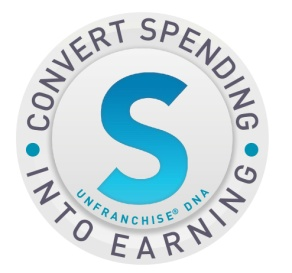 CONVERT SPENDING
S
UNFRANCHISE® DNA
INTO EARNING